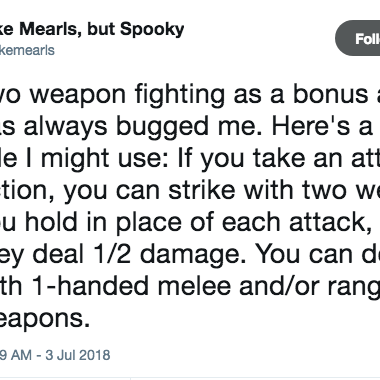 ke Mearls, but Spooky
kemearls
Foll
wo weapon fighting as a bonus a
as always bugged me. Here's a
le I might use: If you take an att
tion, you can strike with two we
ou hold in place of each attack,
ey deal 1/2 damage. You can d
th 1-handed melee and/or rang
eapons.
9 AM - 3 Jul 2018